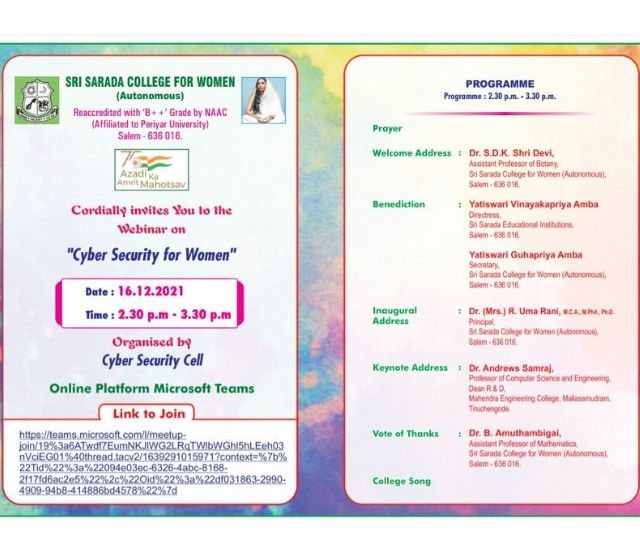 SRI SARADA COLLEGE FOR WOMEN
(Autonomous)
Reaccredited with 'B++' Grade by NAAC
(Affiliated to Periyar University)
Salem - 636 016.
75
Azadi Ka
Amrit Mahotsav
Cordially invites You to the
Webinar on
"Cyber Security for Women"
Date : 16.12.2021
Time : 2.30 p.m - 3.30 p.m
Organised by
Cyber Security Cell
Online Platform Microsoft Teams
Link to Join
https://teams.microsoft.com/l/meetup-
join/19%3a6ATwdf7EumNKJlWG2LRqTWlbWGhl5hLEeh03
nVciEG01%40thread.tacv2/1639291015971?context=%7b%
22Tid%22%3a%22094e03ec-6326-4abc-8168-
2f17fd6ac2e5%22%2c%22Oid%22%3a%22df031863-2990-
4909-94b8-414886bd4578%22%7d
PROGRAMME
Programme : 2.30 p.m. - 3.30 p.m.
Prayer
Welcome Address : Dr. S.D.K. Shri Devi,
Assistant Professor of Botany,
Sri Sarada College for Women (Autonomous),
Salem - 636 016.
Benediction : Yatiswari Vinayakapriya Amba
Directress,
Sri Sarada Educational Institutions,
Salem - 636 016.
Yatiswari Guhapriya Amba
Secretary,
Sri Sarada College for Women (Autonomous),
Salem - 636 016.
Inaugural : Dr. (Mrs.) R. Uma Rani, M.C.A., M.Phil., Ph.D.
Address
Principal,
Sri Sarada College for Women (Autonomous),
Salem - 636 016.
Keynote Address : Dr. Andrews Samraj,
Professor of Computer Science and Engineering,
Dean R & D,
Mahendra Engineering College, Mallasamudram,
Tiruchengode.
Vote of Thanks : Dr. B. Amuthambigai,
Assistant Professor of Mathematics,
Sri Sarada College for Women (Autonomous),
Salem - 636 016.
College Song